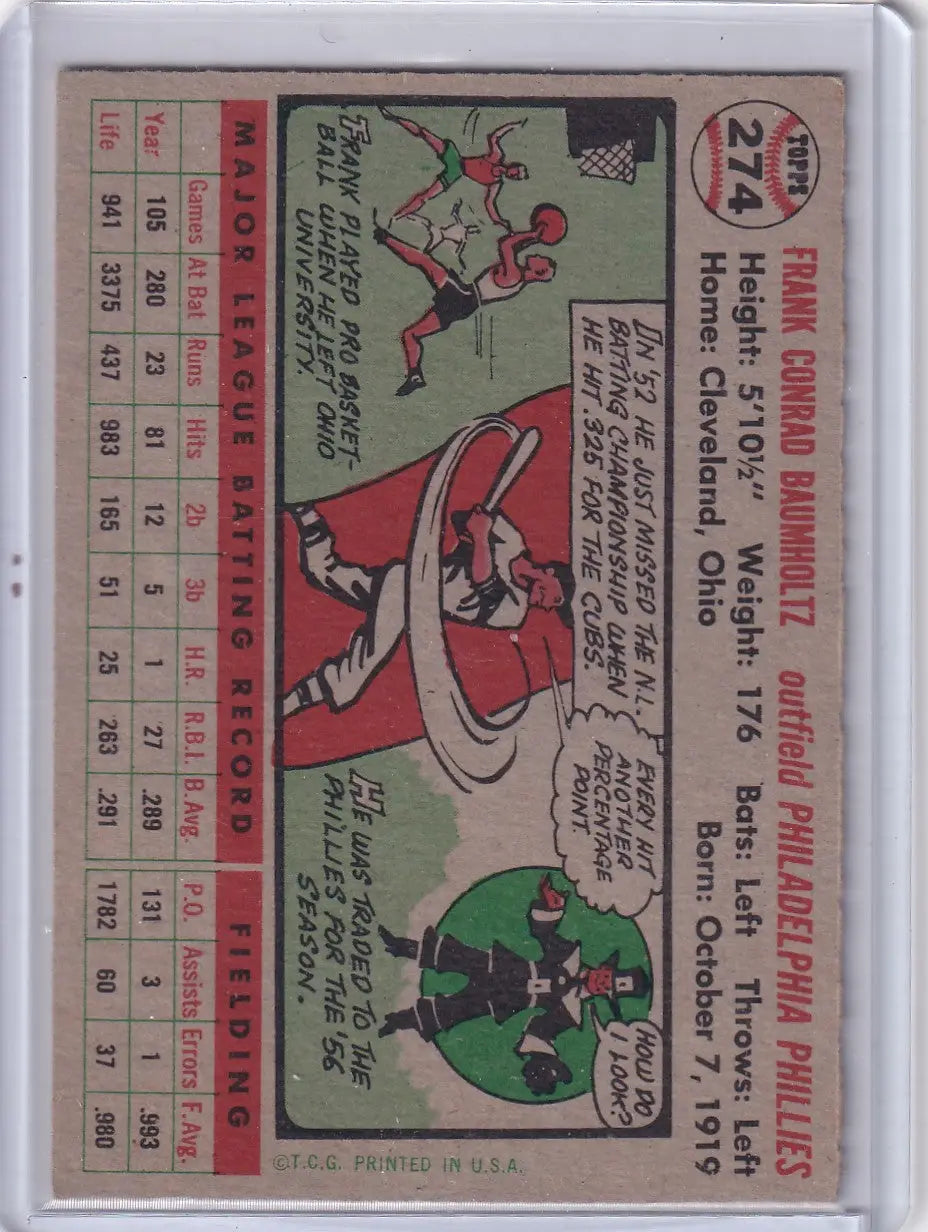 TOPPS
274
FRANK CONRAD BAUMHOLTZ outfield PHILADELPHIA PHILLIES
Height: 5'10½" Weight: 176 Bats: Left Throws: Left
Home: Cleveland, Ohio Born: October 7, 1919
FRANK PLAYED PRO BASKET-
BALL WHEN HE LEFT OHIO
UNIVERSITY.
IN '52 HE JUST MISSED THE N.L.
BATTING CHAMPIONSHIP WHEN
HE HIT .325 FOR THE CUBS.
EVERY HIT
ANOTHER
PERCENTAGE
POINT.
HOW DO
I LOOK?
HE WAS TRADED TO THE
PHILLIES FOR THE '56
SEASON.
MAJOR LEAGUE BATTING RECORD FIELDING
Games At Bat Runs Hits 2b 3b H.R. R.B.I. B.Avg. P.O. Assists Errors F.Avg.
Year 105 280 23 81 12 5 1 27 .289 131 3 1 .993
Life 941 3375 437 983 165 51 25 263 .291 1782 60 37 .980
©T.C.G. PRINTED IN U.S.A.